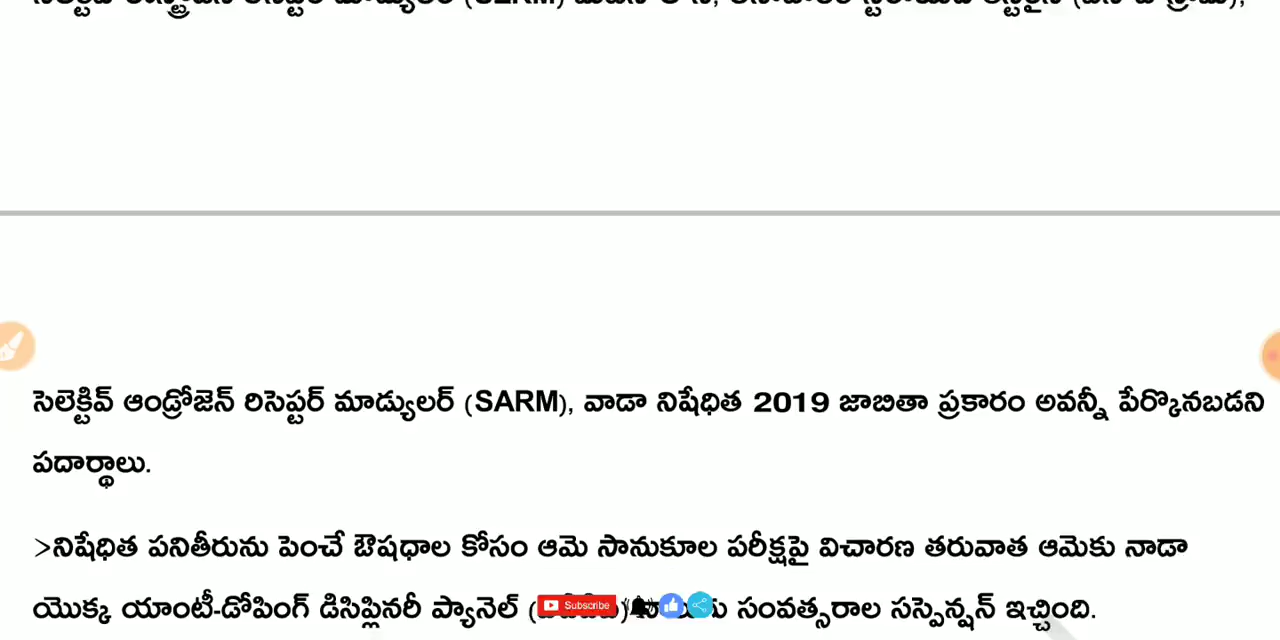 సెలెక్టివ్ ఆండ్రోజెన్ రిసెప్టర్ మాడ్యులర్ (SARM), వాడా నిషేధిత 2019 జాబితా ప్రకారం అవన్నీ పేర్కొనబడని
పదార్థాలు.
>నిషేధిత పనితీరును పెంచే ఔషధాల కోసం ఆమె సానుకూల పరీక్షపై విచారణ తరువాత ఆమెకు నాడా
యొక్క యాంటీ-డోపింగ్ డిసిప్లినరీ ప్యానెల్ Subscribe సంవత్సరాల సస్పెన్షన్ ఇచ్చింది.